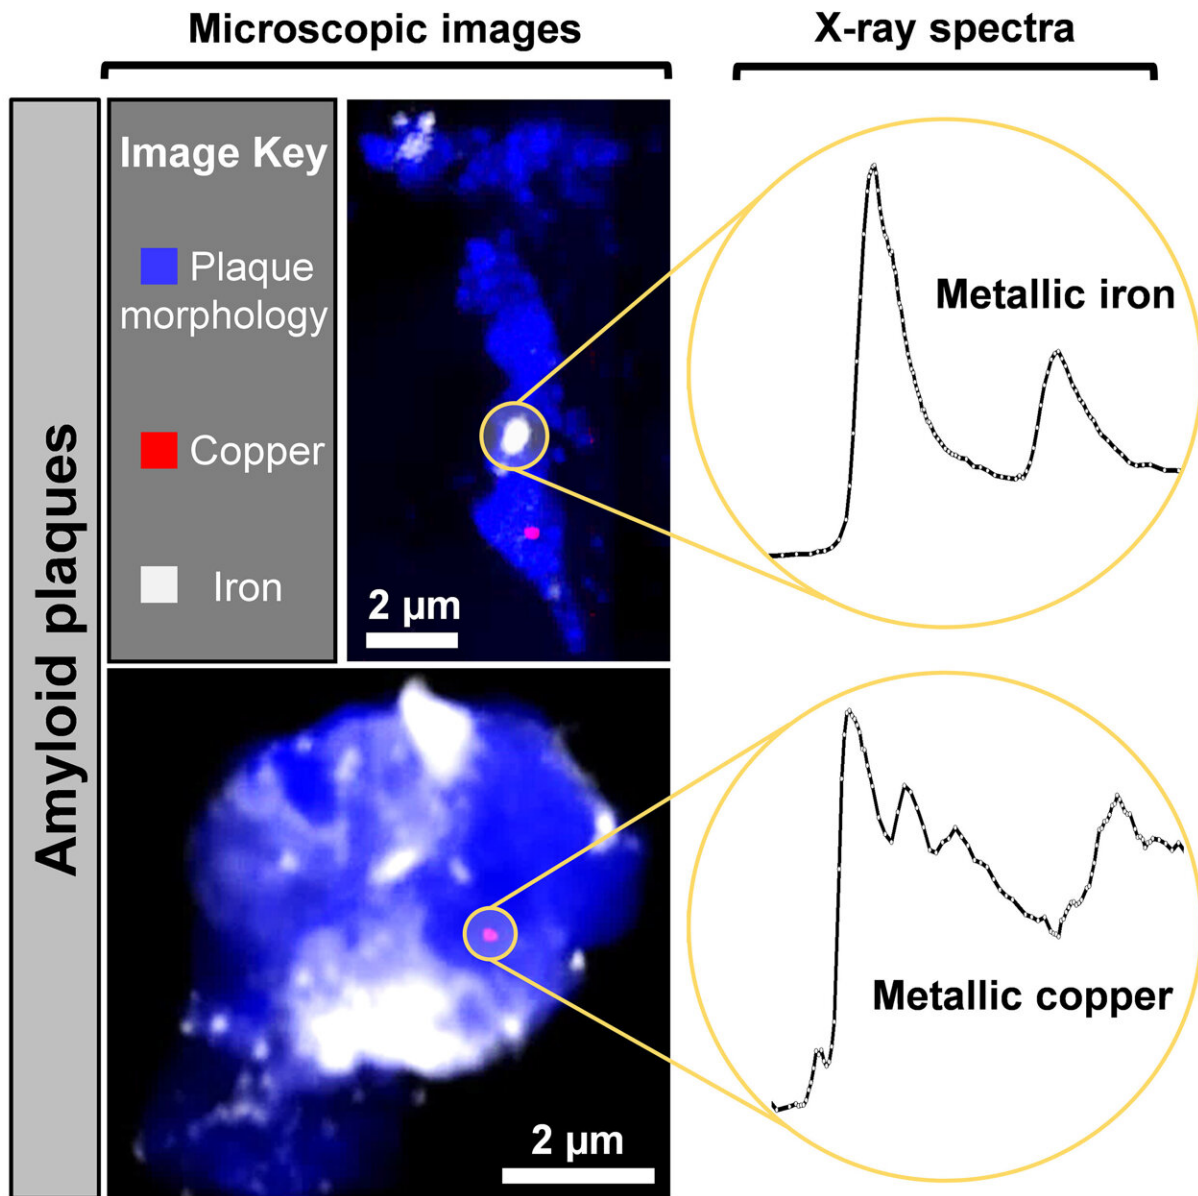 Microscopic images
X-ray spectra
Amyloid plaques
Image Key
Plaque
morphology
Copper
Iron
2 µm
Metallic iron
2 µm
Metallic copper